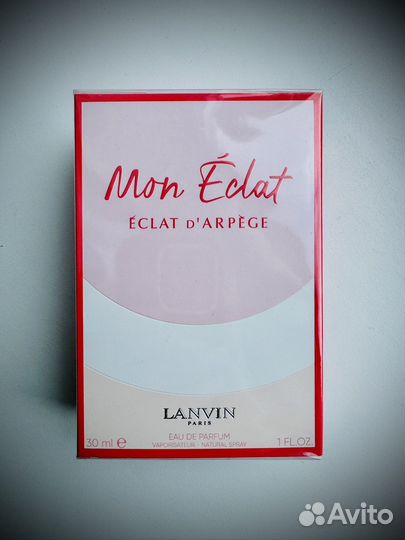 Mon Éclat
ÉCLAT D'ARPÈGE
LANVIN
PARIS
30 ml ℮ EAU DE PARFUM 1 FL.OZ.
VAPORISATEUR - NATURAL SPRAY
Avito